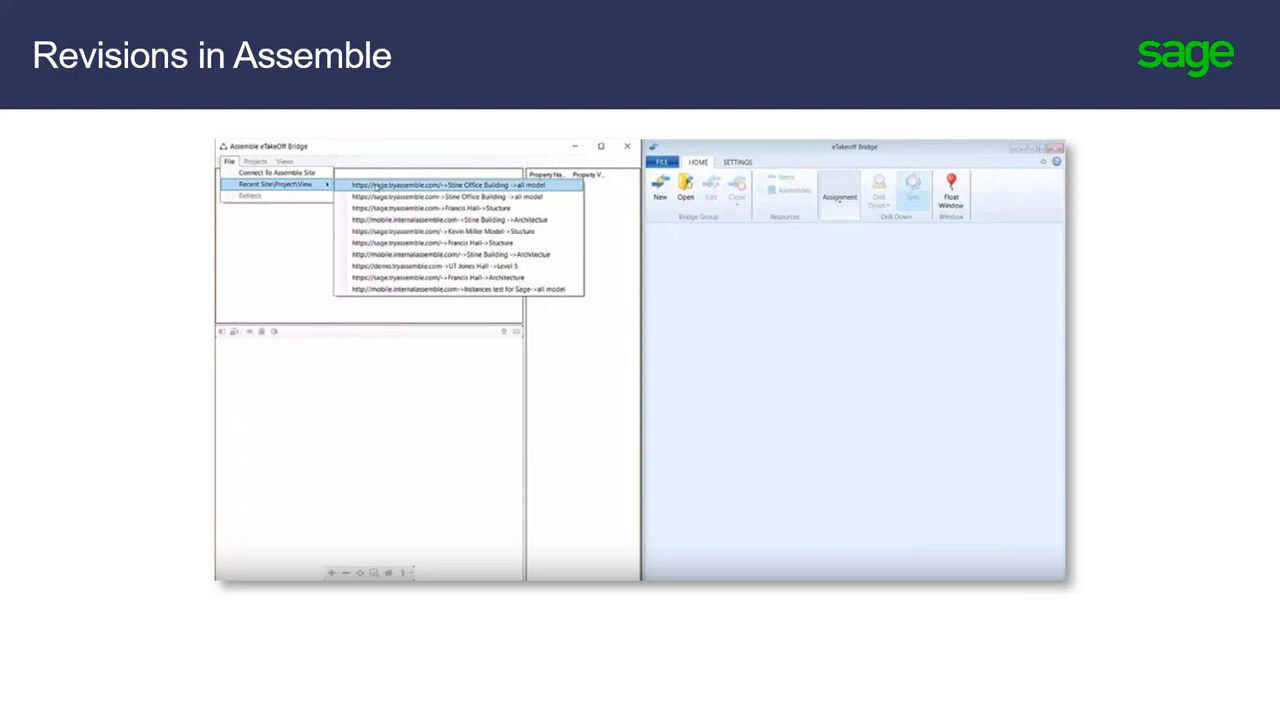 Revisions in Assemble
sage
Assemble eTakeOff Bridge
File Projects Views
Connect To Assemble Site
Recent Site\Project\View
Refresh
https://sage.tryassemble.com/->Stine Office Building ->all model
https://sage.tryassemble.com->Stine Office Building ->all model
https://sage.tryassemble.com/->Francis Hall->Stucture
http://mobile.internalassemble.com->Stine Building ->Architectue
https://sage.tryassemble.com/->Kevin Miller Model->Stucture
https://sage.tryassemble.com/->Francis Hall->Stucture
http://mobile.internalassemble.com/->Stine Building ->Architectue
https://demo.tryassemble.com->UT Jones Hall ->Level 5
https://sage.tryassemble.com/->Francis Hall->Architecture
http://mobile.internalassemble.com->Instances test for Sage->all model
Property Na.. Property V..
eTakeoff Bridge
FILE HOME SETTINGS
New Open Edit Close
Bridge Group
Items
Assemblies
Resources
Assignment
Drill Down Sync
Drill Down
Float Window
Window